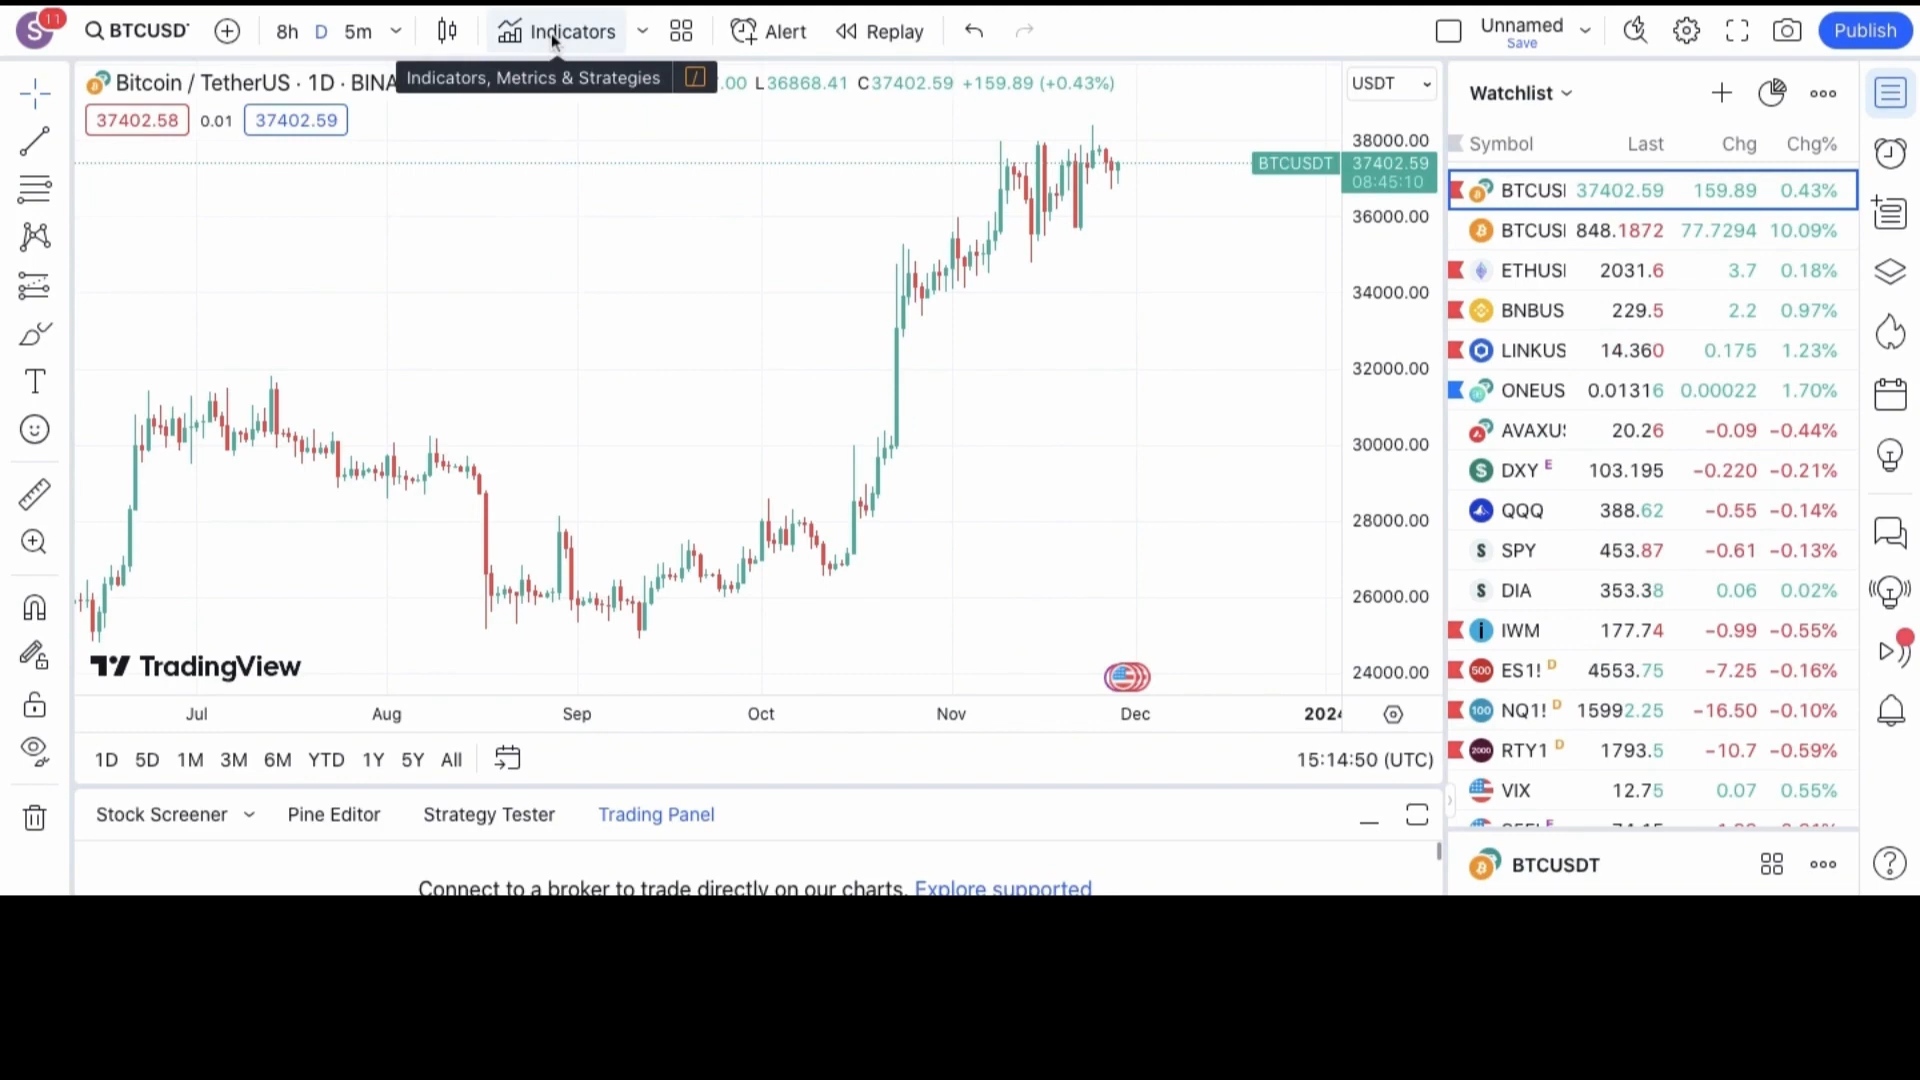 S 11 BTCUSDT 8h D 5m Indicators Alert Replay Unnamed Save Publish
Indicators, Metrics & Strategies /
Bitcoin / TetherUS · 1D · BINA .00 L36868.41 C37402.59 +159.89 (+0.43%)
37402.58 0.01 37402.59
USDT
38000.00
BTCUSDT 37402.59
08:45:10
36000.00
34000.00
32000.00
30000.00
28000.00
26000.00
24000.00
TradingView
Jul Aug Sep Oct Nov Dec 2024
1D 5D 1M 3M 6M YTD 1Y 5Y All 15:14:50 (UTC)
Stock Screener Pine Editor Strategy Tester Trading Panel
Connect to a broker to trade directly on our charts. Explore supported
Watchlist
Symbol Last Chg Chg%
BTCUS 37402.59 159.89 0.43%
BTCUS 848.1872 77.7294 10.09%
ETHUS 2031.6 3.7 0.18%
BNBUS 229.5 2.2 0.97%
LINKUS 14.360 0.175 1.23%
ONEUS 0.01316 0.00022 1.70%
AVAXU 20.26 −0.09 −0.44%
DXY E 103.195 −0.220 −0.21%
QQQ 388.62 −0.55 −0.14%
S SPY 453.87 −0.61 −0.13%
S DIA 353.38 0.06 0.02%
i IWM 177.74 −0.99 −0.55%
500 ES1! D 4553.75 −7.25 −0.16%
100 NQ1! D 15992.25 −16.50 −0.10%
2000 RTY1 D 1793.5 −10.7 −0.59%
VIX 12.75 0.07 0.55%
BTCUSDT